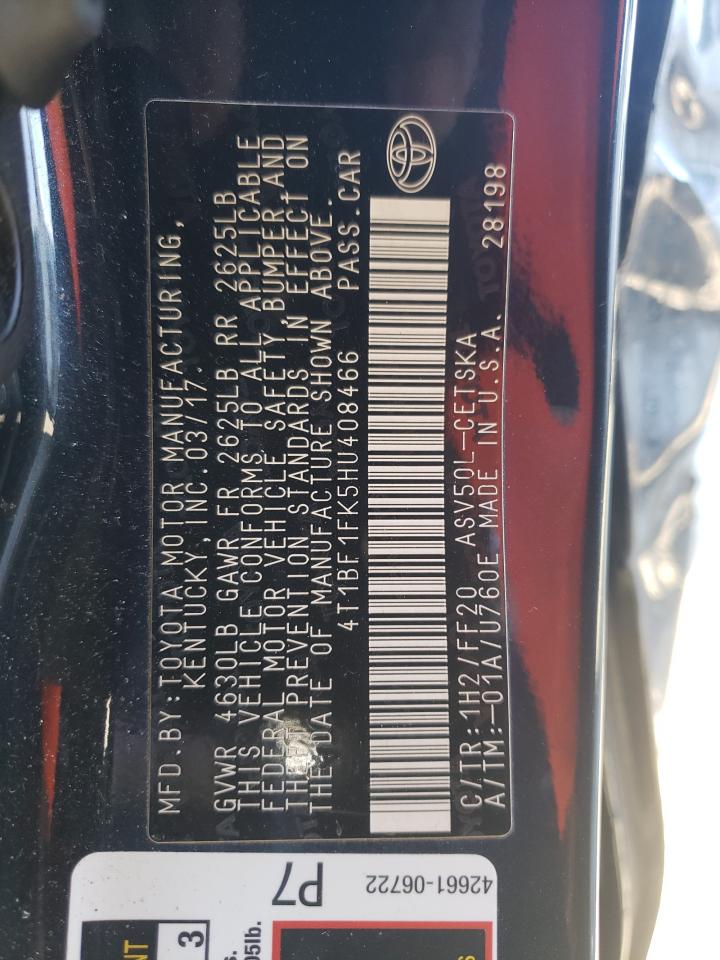 MFD.BY:TOYOTA MOTOR MANUFACTURING,
KENTUCKY,INC.03/17.
GVWR 4630LB GAWR FR 2625LB RR 2625LB
THIS VEHICLE CONFORMS TO ALL APPLICABLE
FEDERAL MOTOR VEHICLE SAFETY, BUMPER AND
THEFT PREVENTION STANDARDS IN EFFECT ON
THE DATE OF MANUFACTURE SHOWN ABOVE.
4T1BF1FK5HU408466 PASS.CAR
C/TR:1H2/FF20 ASV50L-CETSKA
A/TM:-01A/U760E MADE IN U.S.A. 28198
42661-06722
P7
3